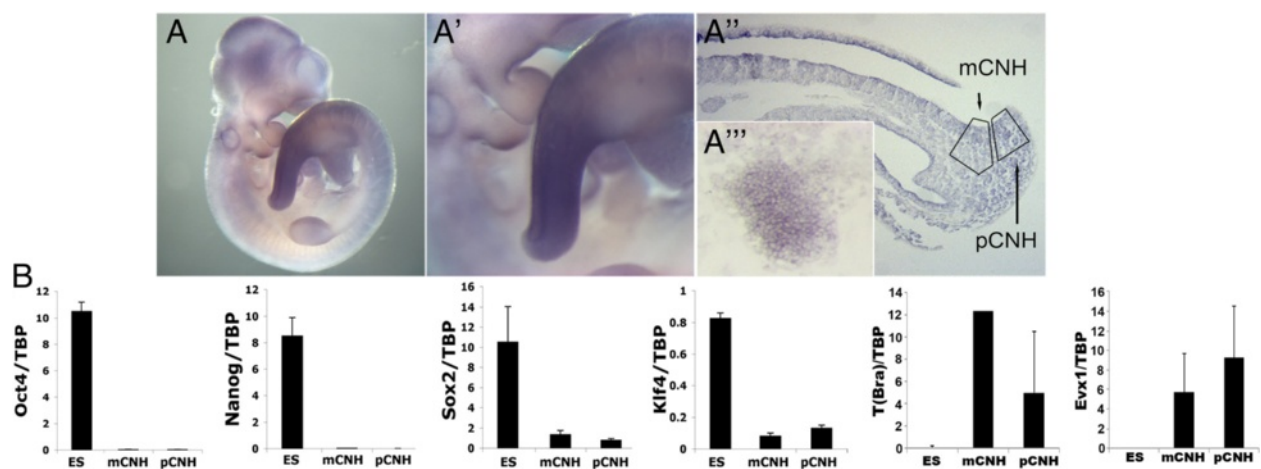 A
A'
A''
mCNH
A'''
pCNH
B
Oct4/TBP
12
10
8
6
4
2
0
ES mCNH pCNH
Nanog/TBP
12
10
8
6
4
2
0
ES mCNH pCNH
Sox2/TBP
16
14
12
10
8
6
4
2
0
ES mCNH pCNH
Klf4/TBP
1
0.8
0.6
0.4
0.2
0
ES mCNH pCNH
T(Bra)/TBP
14
12
10
8
6
4
2
0
ES mCNH pCNH
Evx1/TBP
16
14
12
10
8
6
4
2
0
ES mCNH pCNH